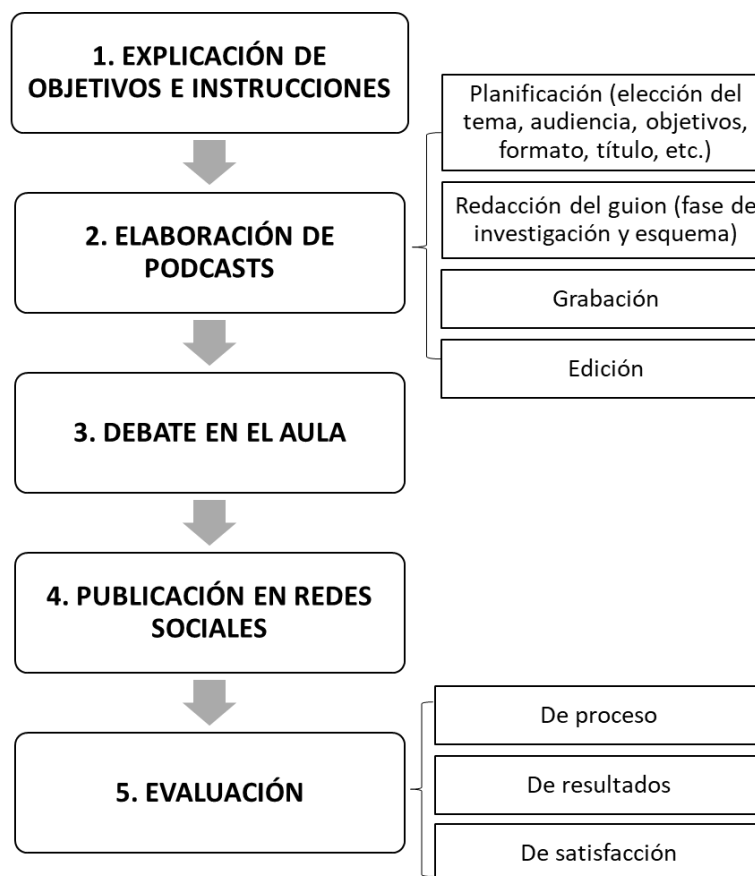 1. EXPLICACIÓN DE
OBJETIVOS E INSTRUCCIONES
2. ELABORACIÓN DE
PODCASTS
Planificación (elección del
tema, audiencia, objetivos,
formato, título, etc.)
Redacción del guion (fase de
investigación y esquema)
Grabación
Edición
3. DEBATE EN EL AULA
4. PUBLICACIÓN EN REDES
SOCIALES
5. EVALUACIÓN
De proceso
De resultados
De satisfacción